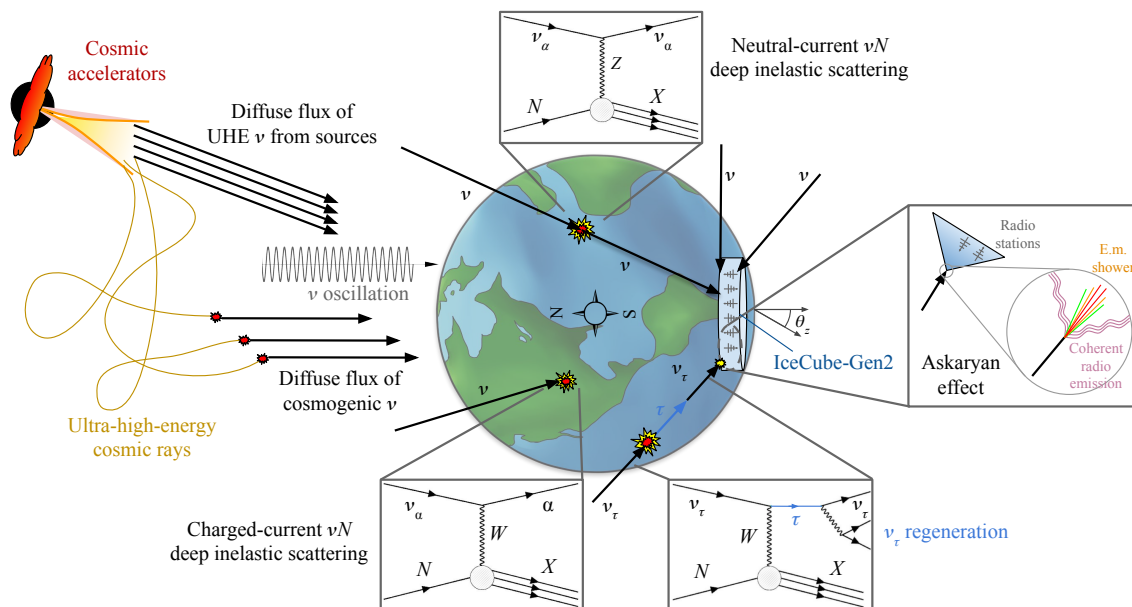 Cosmic
accelerators
Diffuse flux of
UHE ν from sources
ν oscillation
Diffuse flux of
cosmogenic ν
Ultra-high-energy
cosmic rays
ν_α
ν_α
Z
N
X
Neutral-current νN
deep inelastic scattering
ν
ν
ν
ν
N
S
ν
ν_τ
τ
ν_τ
θ_z
IceCube-Gen2
Radio
stations
E.m.
shower
Coherent
radio
emission
Askaryan
effect
Charged-current νN
deep inelastic scattering
ν_α
α
W
N
X
ν_τ
τ
ν_τ
W
N
X
ν_τ regeneration